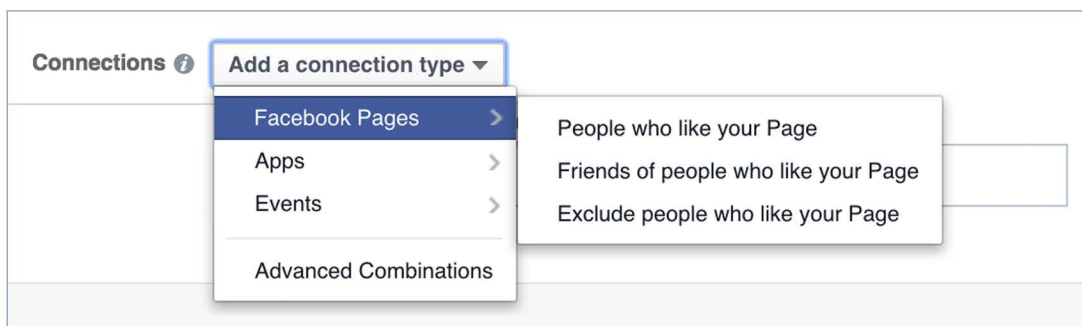 Connections
Add a connection type
Facebook Pages
Apps
Events
Advanced Combinations
People who like your Page
Friends of people who like your Page
Exclude people who like your Page